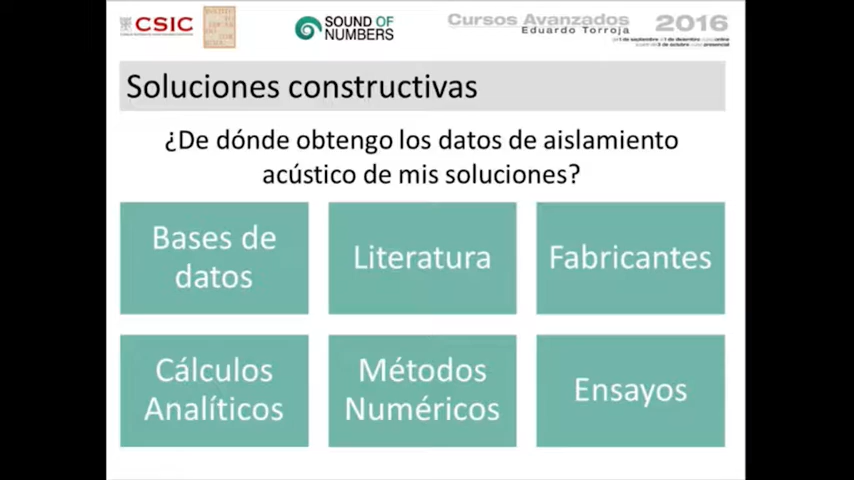 CSIC
SOUND OF
NUMBERS
Cursos Avanzados
Eduardo Torroja
2016
Soluciones constructivas
¿De dónde obtengo los datos de aislamiento
acústico de mis soluciones?
Bases de
datos
Literatura
Fabricantes
Cálculos
Analíticos
Métodos
Numéricos
Ensayos